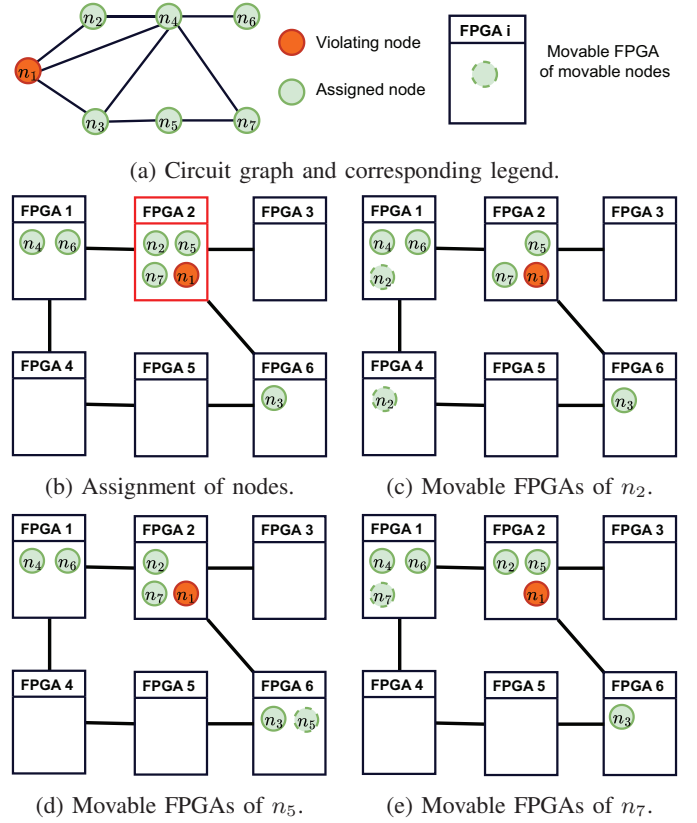 n2 n4 n6
n1
n3 n5 n7
Violating node
Assigned node
FPGA i
Movable FPGA
of movable nodes
(a) Circuit graph and corresponding legend.
FPGA 1 FPGA 2 FPGA 3
n4 n6 n2 n5
n7 n1
FPGA 4 FPGA 5 FPGA 6
n3
(b) Assignment of nodes.
FPGA 1 FPGA 2 FPGA 3
n4 n6 n5
n2 n7 n1
FPGA 4 FPGA 5 FPGA 6
n2 n3
(c) Movable FPGAs of n2.
FPGA 1 FPGA 2 FPGA 3
n4 n6 n2
n7 n1
FPGA 4 FPGA 5 FPGA 6
n3 n5
(d) Movable FPGAs of n5.
FPGA 1 FPGA 2 FPGA 3
n4 n6 n2 n5
n7 n1
FPGA 4 FPGA 5 FPGA 6
n3
(e) Movable FPGAs of n7.